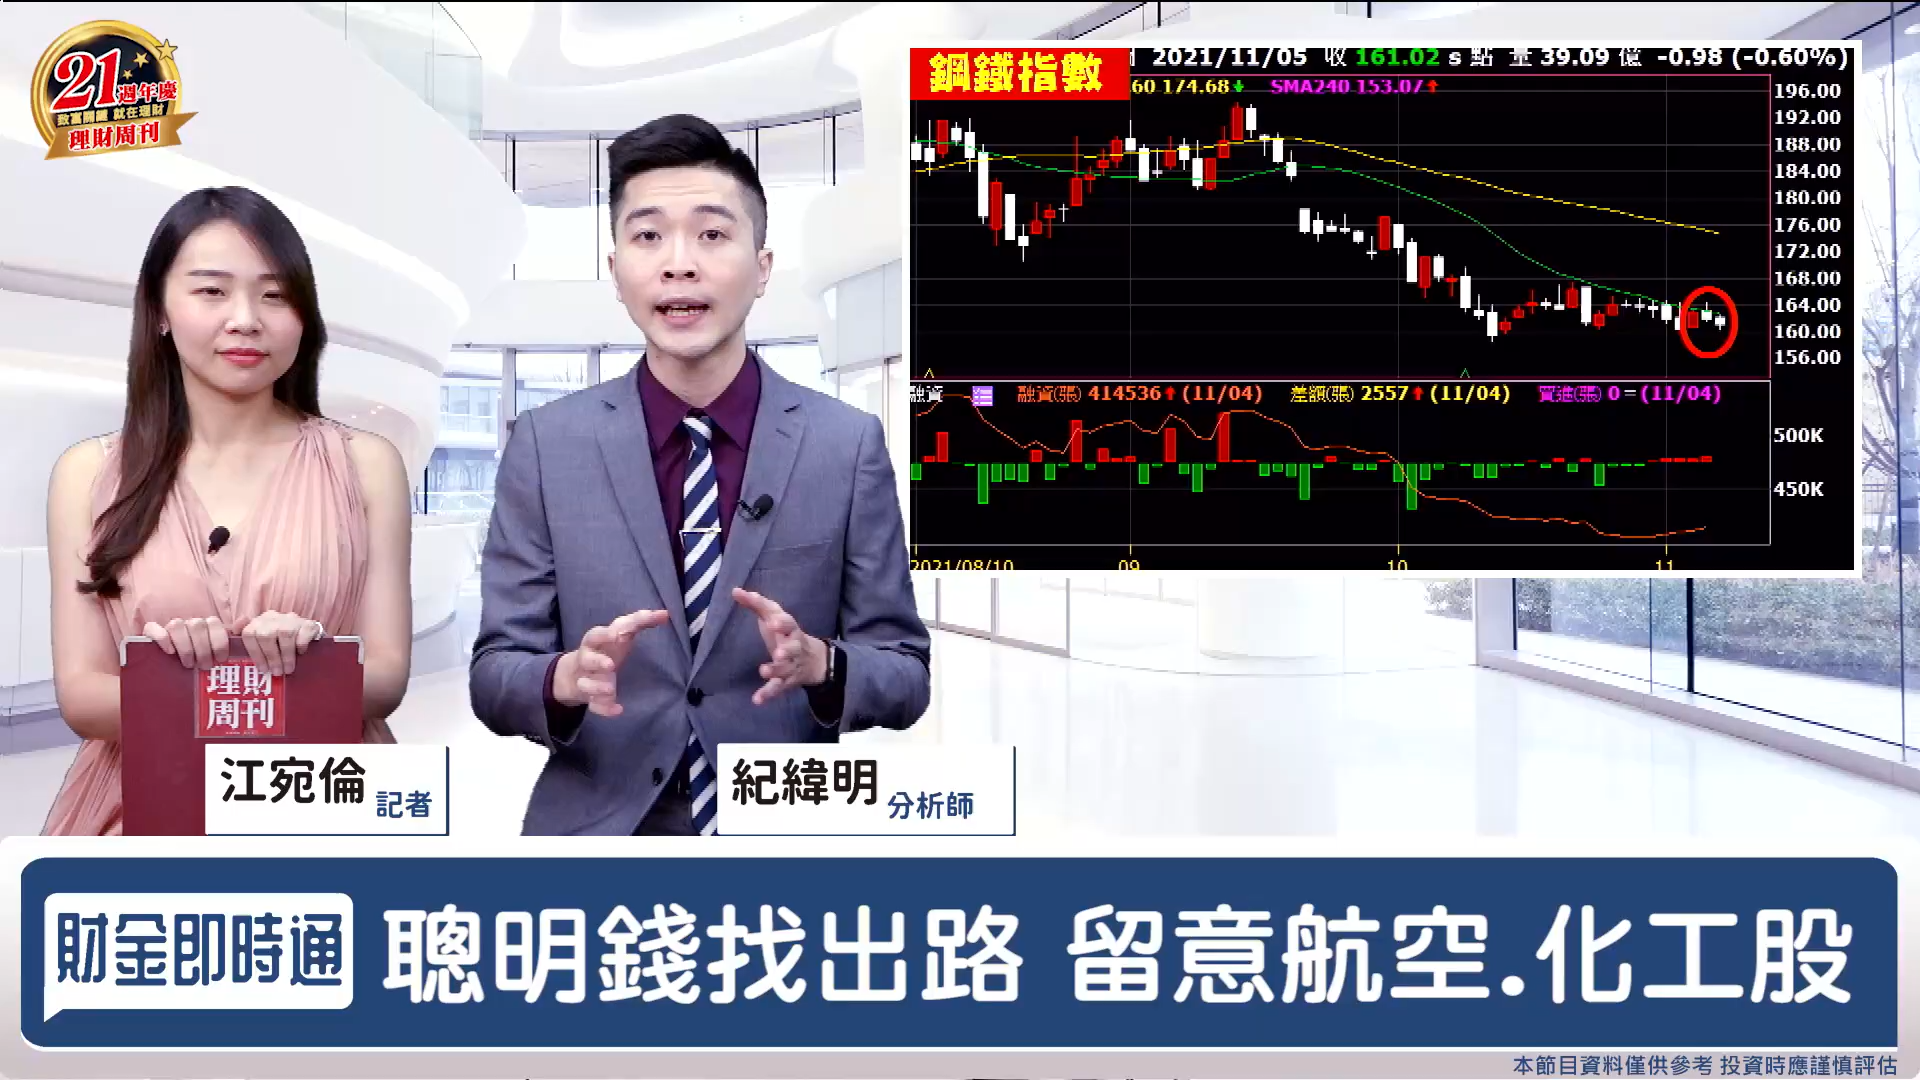 21週年慶
致富關鍵 就在理財
理財周刊
鋼鐵指數
2021/11/05 收 161.02 s 點 量 39.09 億 -0.98 (-0.60%)
60 174.68↓ SMA240 153.07↑
196.00
192.00
188.00
184.00
180.00
176.00
172.00
168.00
164.00
160.00
156.00
融資 融資(張) 414536↑ (11/04) 差額(張) 2557↑ (11/04) 買進(張) 0 = (11/04)
500K
450K
2021/08/10 09 10 11
理財
周刊
江宛倫 記者
紀緯明 分析師
財金即時通
聰明錢找出路 留意航空.化工股
本節目資料僅供參考 投資時應謹慎評估